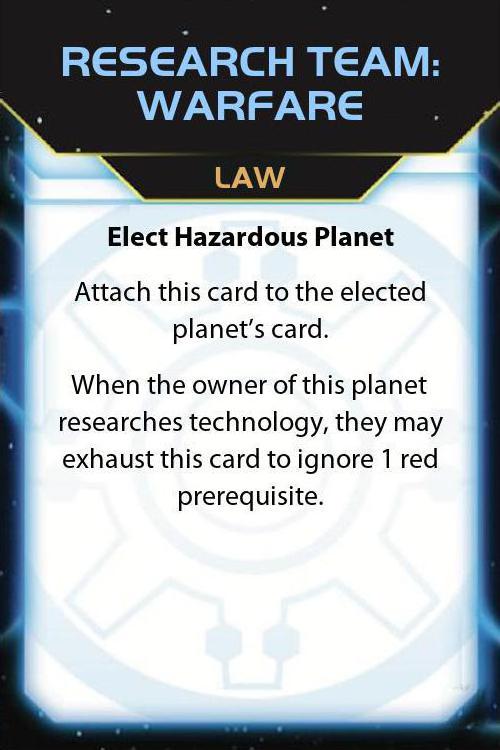 RESEARCH TEAM:
WARFARE
LAW
Elect Hazardous Planet
Attach this card to the elected
planet’s card.
When the owner of this planet
researches technology, they may
exhaust this card to ignore 1 red
prerequisite.